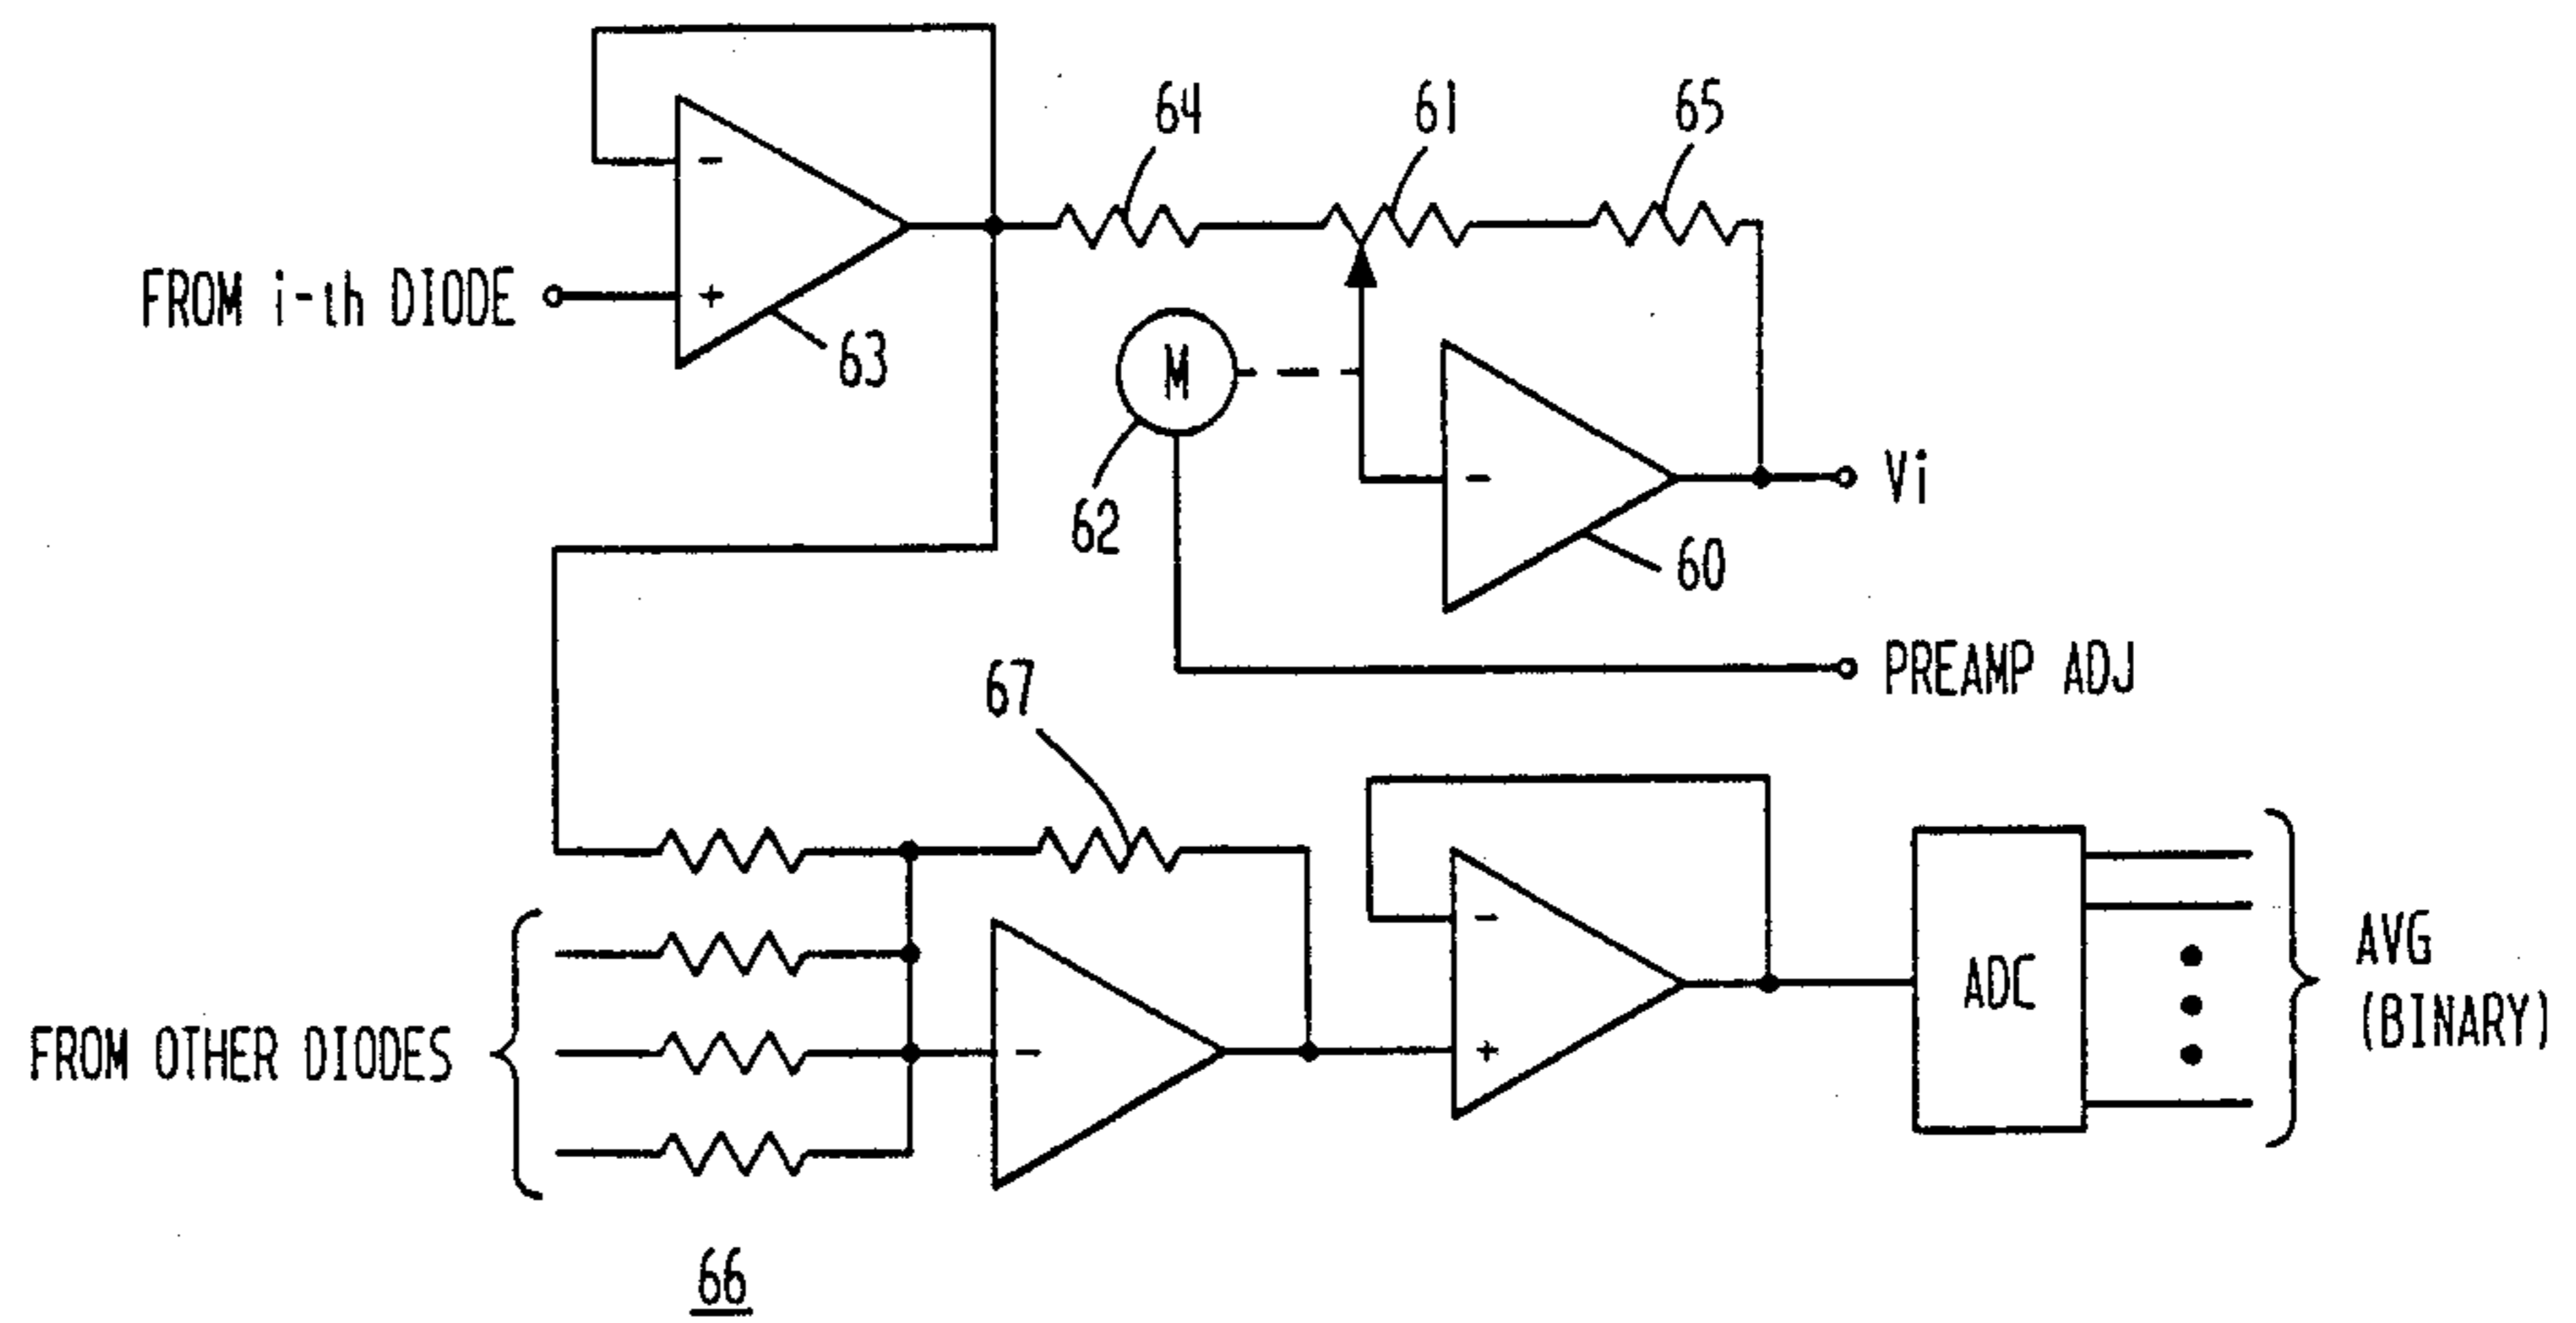 64
61
65
-
FROM i-th DIODE
+
63
M
62
-
Vi
60
PREAMP ADJ
67
-
ADC
AVG
(BINARY)
FROM OTHER DIODES
-
+
66